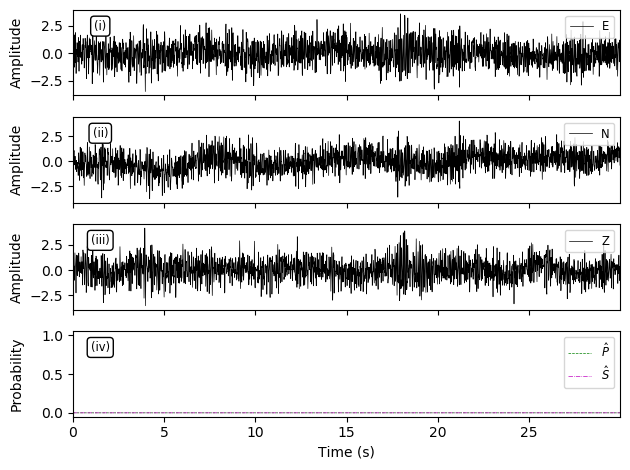 Amplitude
2.5
0.0
−2.5
(i)
E
Amplitude
2.5
0.0
−2.5
(ii)
N
Amplitude
2.5
0.0
−2.5
(iii)
Z
Probability
1.0
0.5
0.0
(iv)
P̂
Ŝ
0 5 10 15 20 25
Time (s)